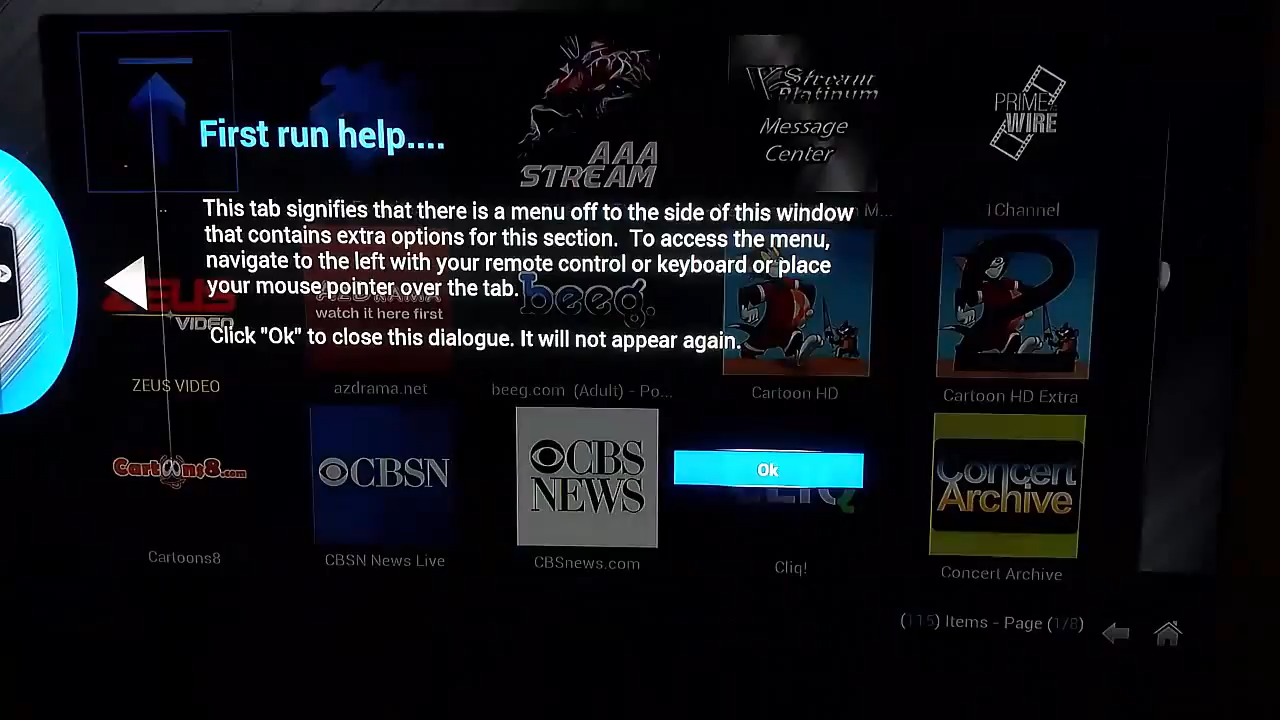 First run help....
This tab signifies that there is a menu off to the side of this window
that contains extra options for this section. To access the menu,
navigate to the left with your remote control or keyboard or place
your mouse pointer over the tab.
Click "Ok" to close this dialogue. It will not appear again.
Ok
AAA
STREAM
Stream
Platinum
Message
Center
PRIME
WIRE
..
M...
1Channel
ZEUS
VIDEO
AZDRAMA
watch it here first
beeg.
ZEUS VIDEO
azdrama.net
beeg.com (Adult) - Po...
Cartoon HD
Cartoon HD Extra
Cartoons8.com
CBSN
CBS
NEWS
CLIQ
Concert
Archive
Cartoons8
CBSN News Live
CBSnews.com
Cliq!
Concert Archive
(115) Items - Page (1/8)